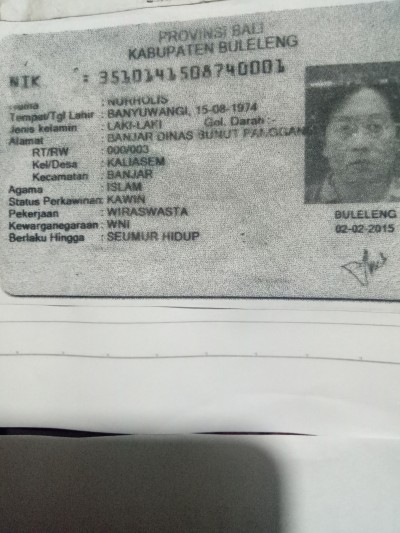 PROVINSI BALI
KABUPATEN BULELENG
NIK : 3510141508740001
Nama : NURHOLIS
Tempat/Tgl Lahir : BANYUWANGI, 15-08-1974
Jenis kelamin : LAKI-LAKI Gol. Darah :-
Alamat : BANJAR DINAS BUNUT PANGGANG
RT/RW : 000/003
Kel/Desa : KALIASEM
Kecamatan : BANJAR
Agama : ISLAM
Status Perkawinan: KAWIN
Pekerjaan : WIRASWASTA
Kewarganegaraan : WNI
Berlaku Hingga : SEUMUR HIDUP
BULELENG
02-02-2015